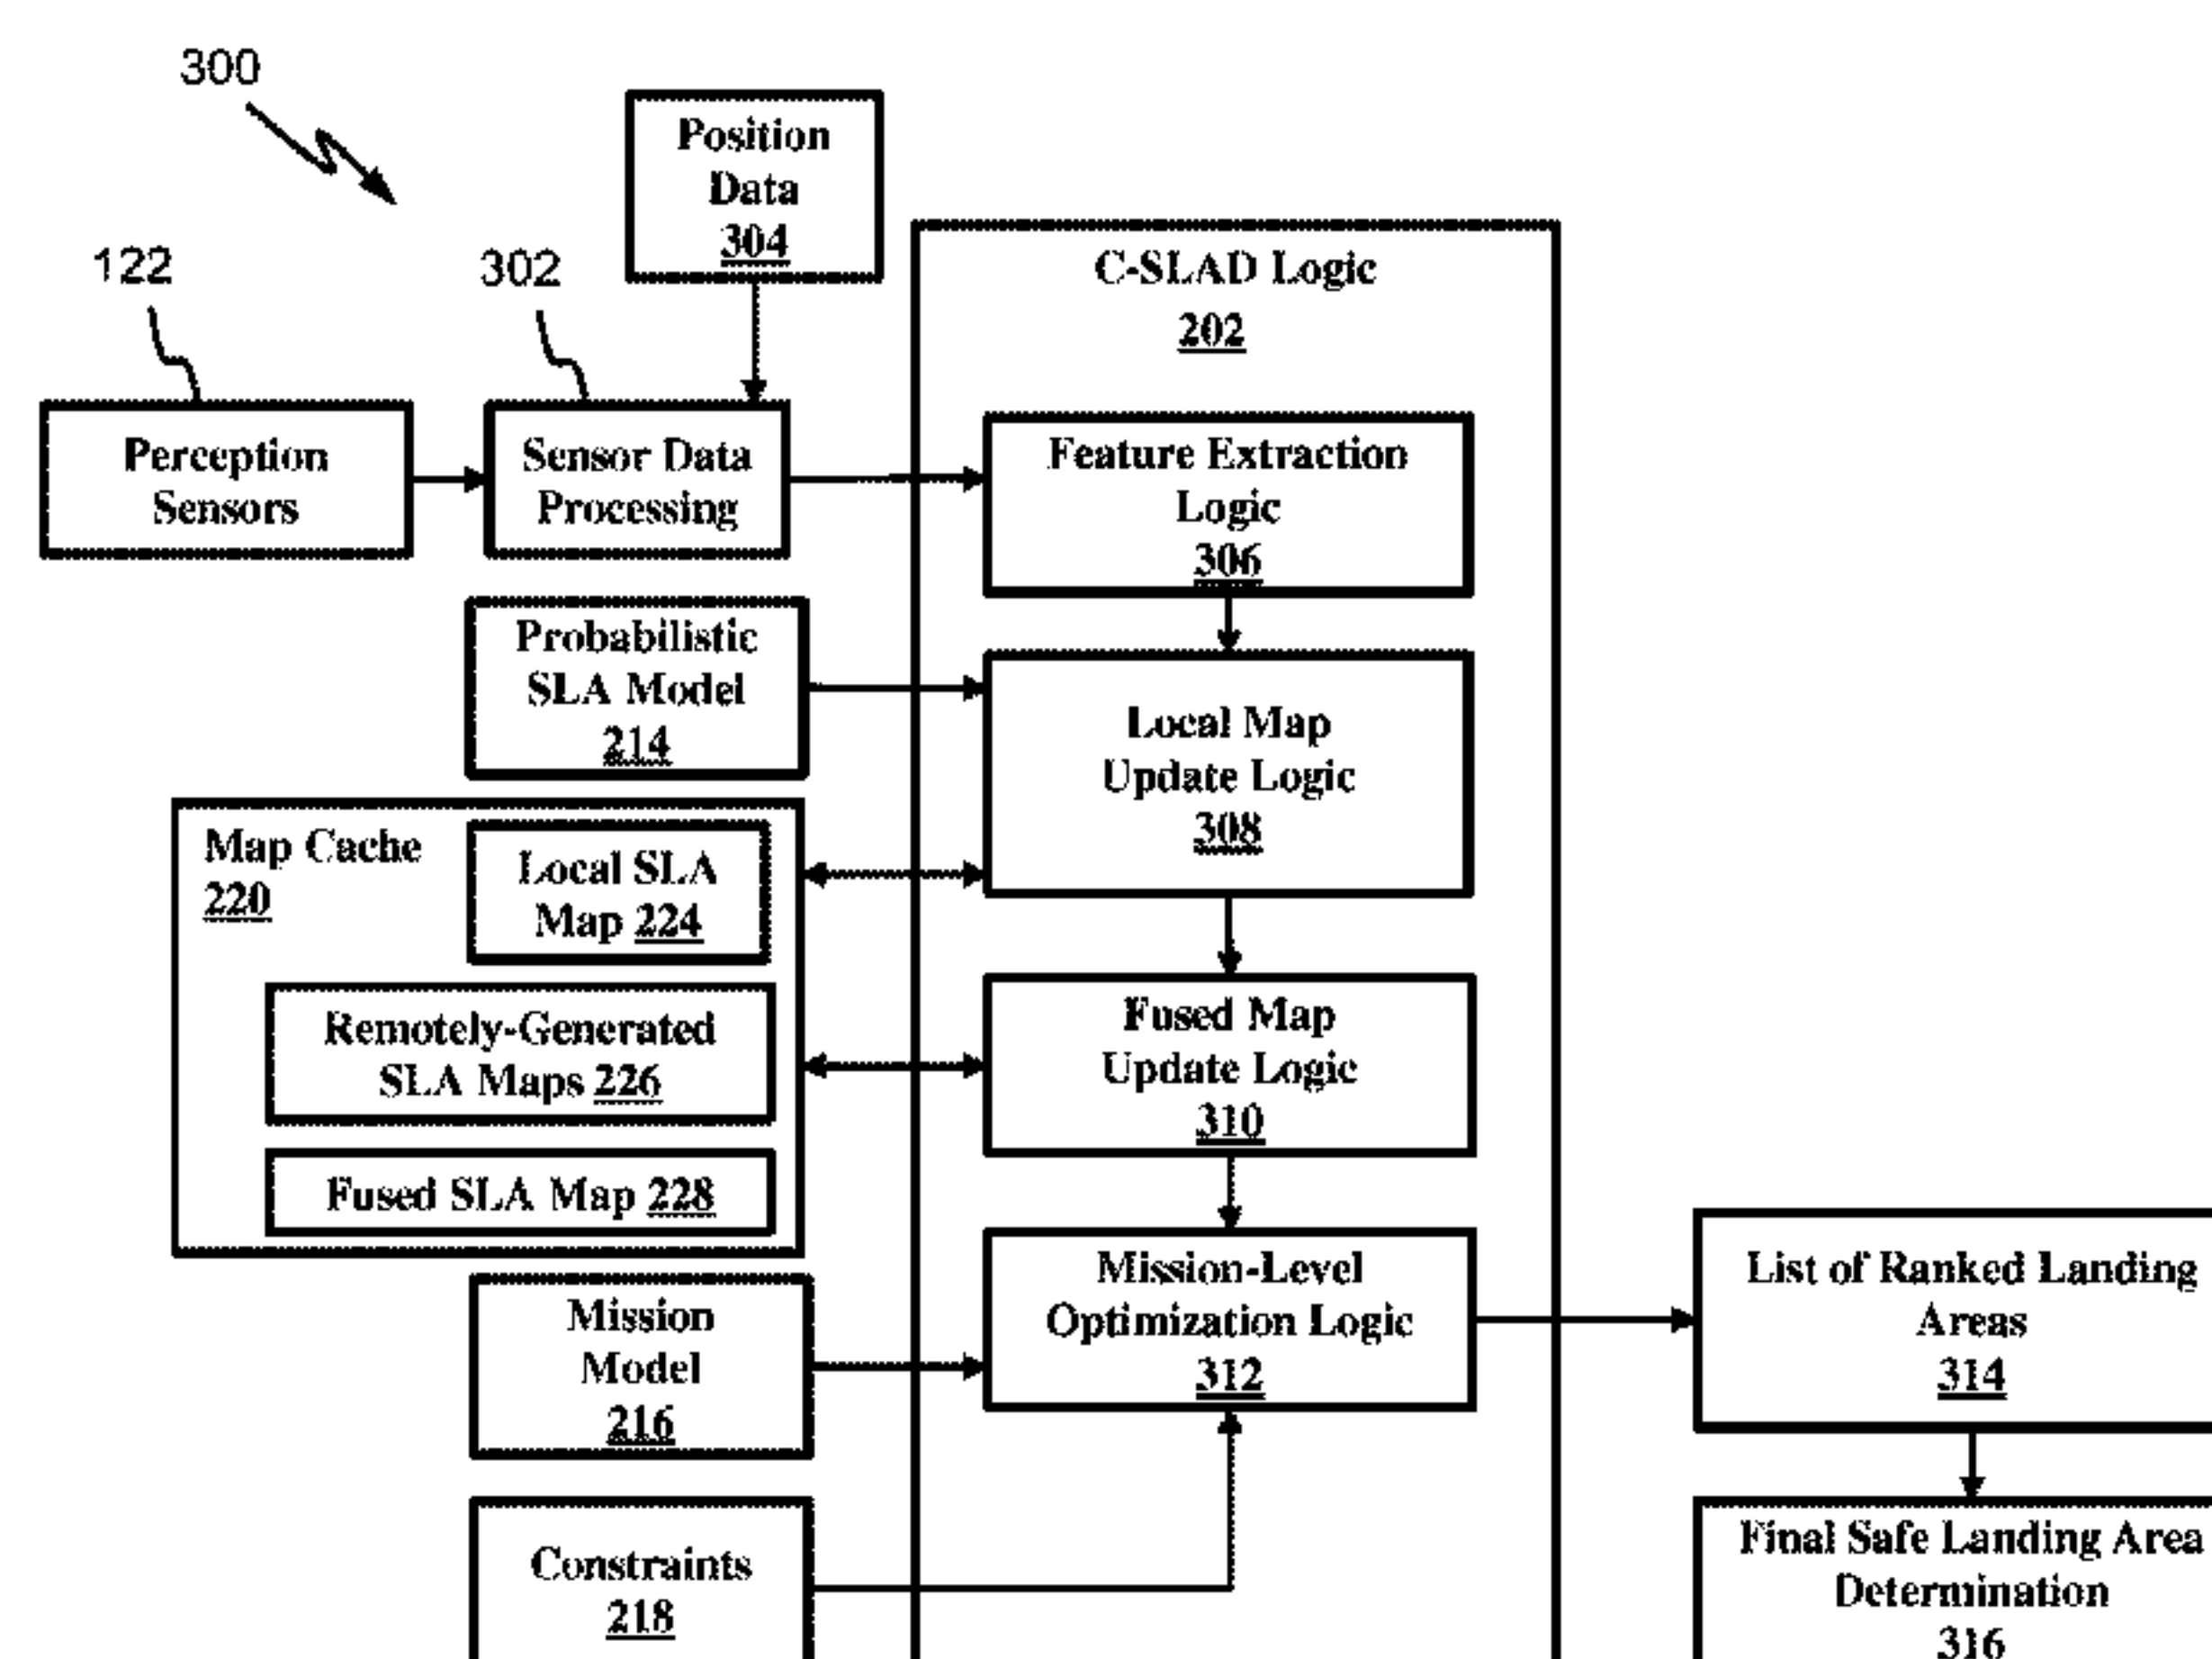 300
Position
Data
304
C-SLAD Logic
202
122
302
Perception
Sensors
Sensor Data
Processing
Feature Extraction
Logic
306
Probabilistic
SLA Model
214
Local Map
Update Logic
308
Map Cache
220
Local SLA
Map 224
Remotely-Generated
SLA Maps 226
Fused SLA Map 228
Fused Map
Update Logic
310
Mission
Model
216
Mission-Level
Optimization Logic
312
List of Ranked Landing
Areas
314
Constraints
218
Final Safe Landing Area
Determination
316